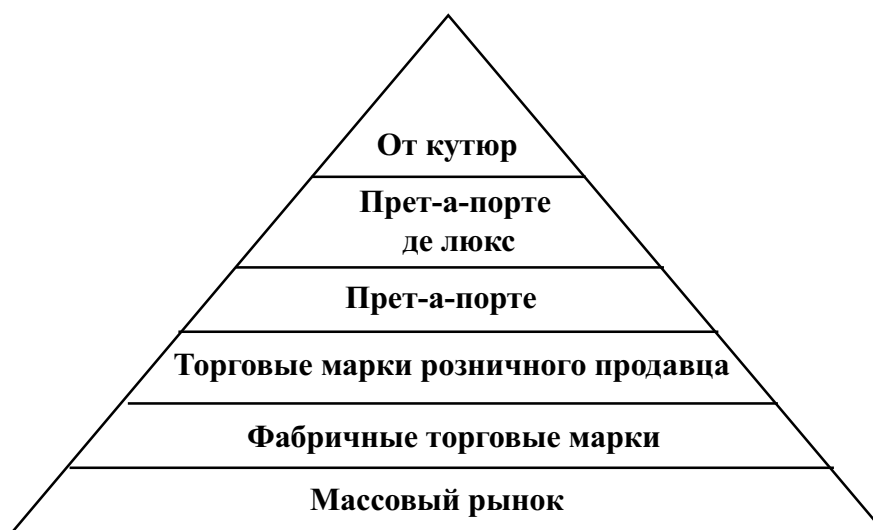 От кутюр
Прет-а-порте
де люкс
Прет-а-порте
Торговые марки розничного продавца
Фабричные торговые марки
Массовый рынок